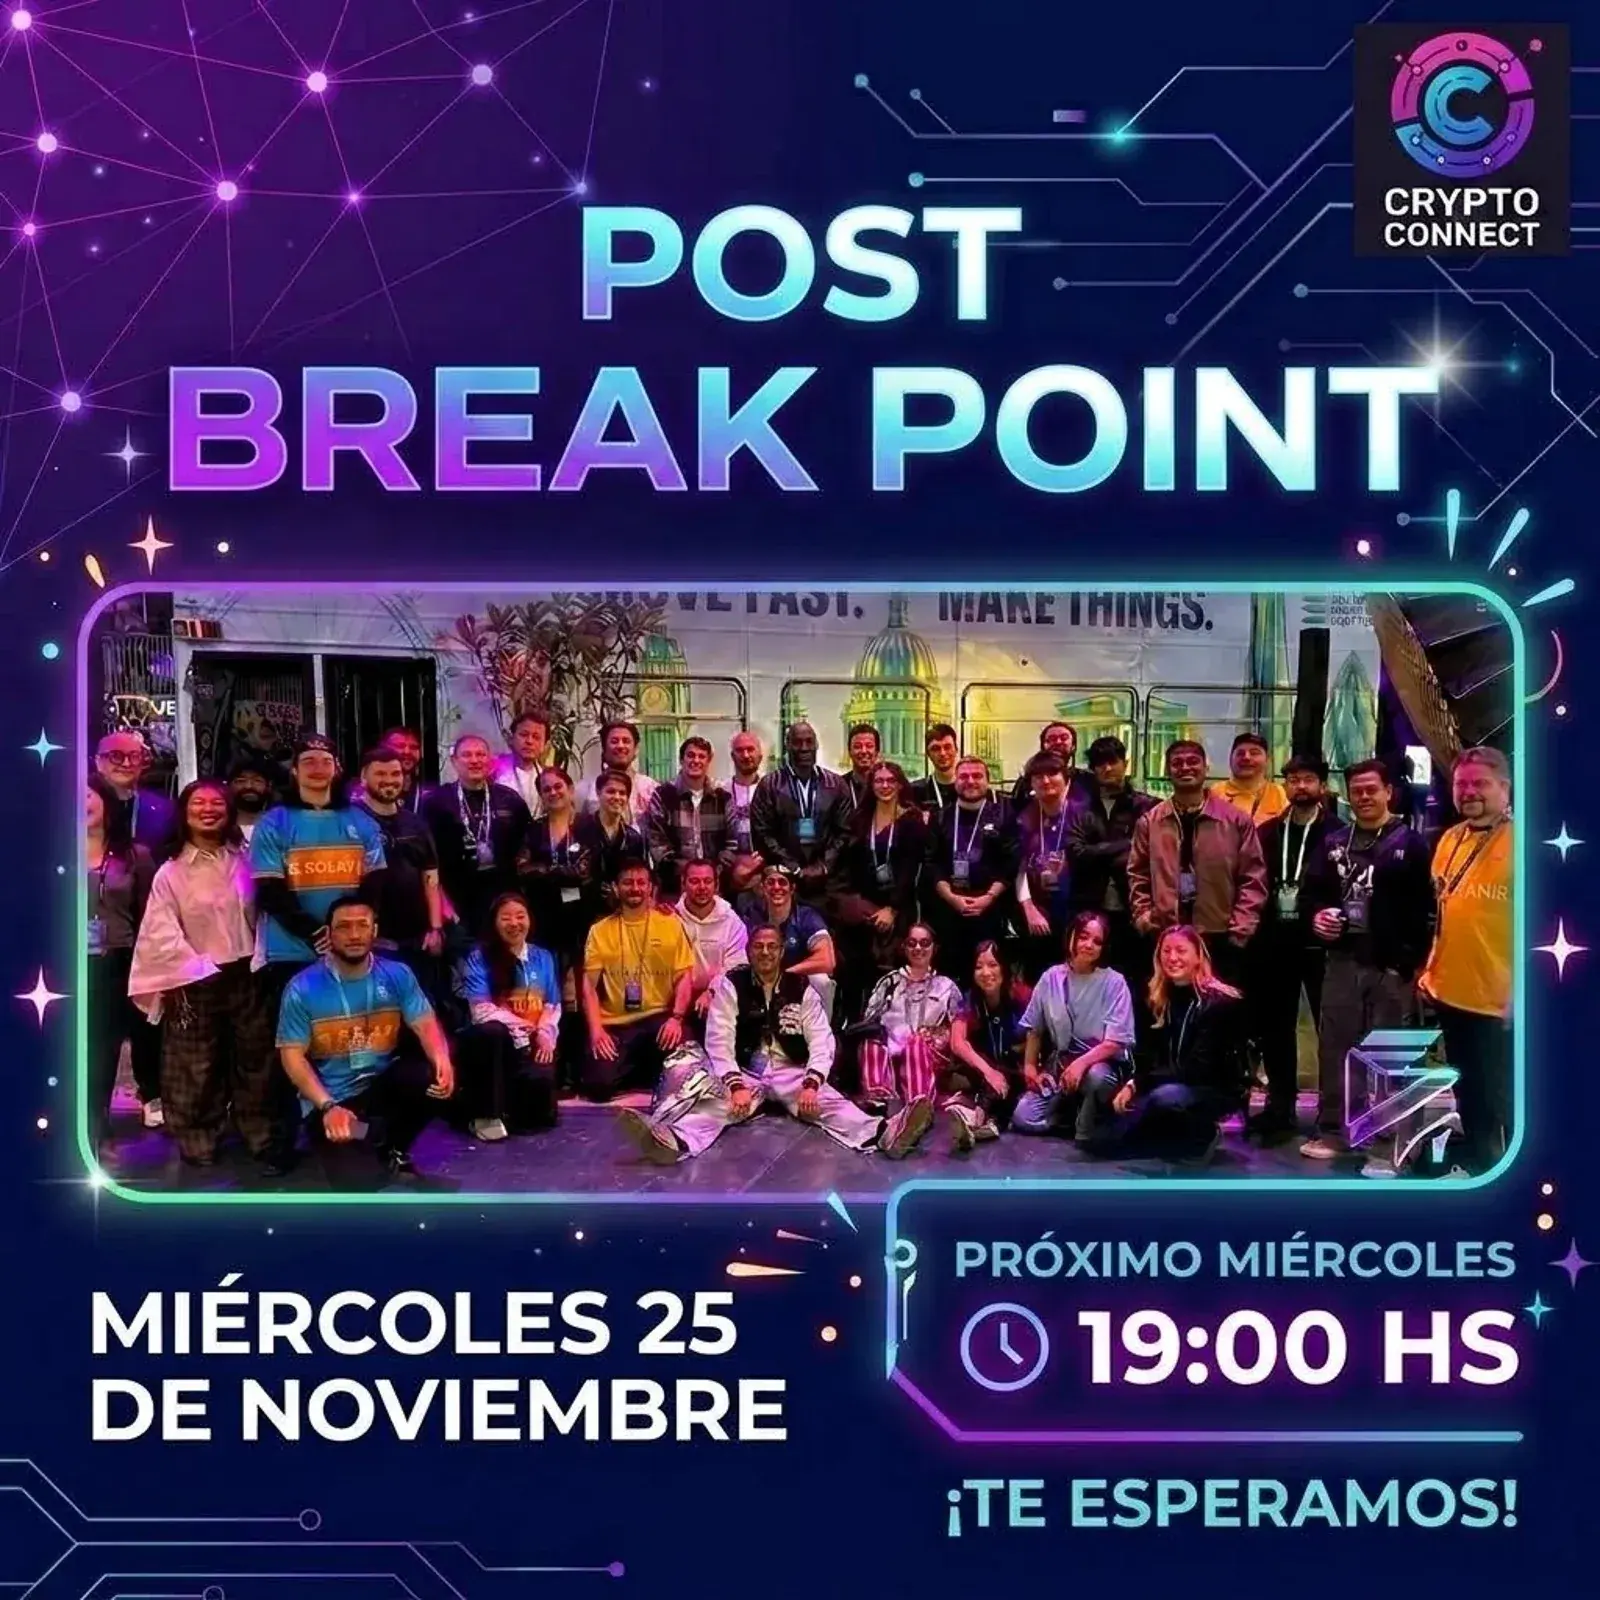 CRYPTO
CONNECT
POST
BREAK POINT
MAKE THINGS.
MIÉRCOLES 25
DE NOVIEMBRE
PRÓXIMO MIÉRCOLES
19:00 HS
¡TE ESPERAMOS!